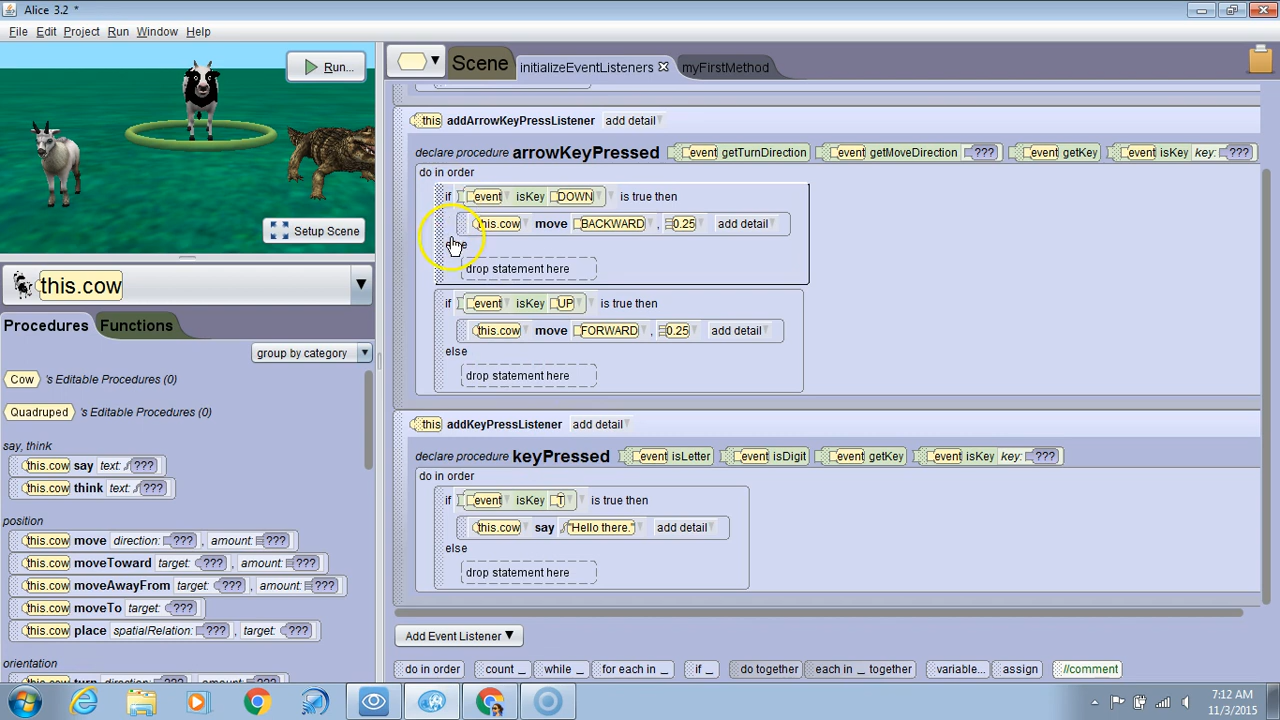 Alice 3.2 *
File Edit Project Run Window Help
Run...
Setup Scene
this.cow
Procedures Functions
group by category
Cow 's Editable Procedures (0)
Quadruped 's Editable Procedures (0)
say, think
this.cow say text: ???
this.cow think text: ???
position
this.cow move direction: ??? , amount: ???
this.cow moveToward target: ??? , amount: ???
this.cow moveAwayFrom target: ??? , amount: ???
this.cow moveTo target: ???
this.cow place spatialRelation: ??? , target: ???
orientation
this.cow turn direction: ??? , amount: ???
Scene initializeEventListeners myFirstMethod
this addArrowKeyPressListener add detail
declare procedure arrowKeyPressed event getTurnDirection event getMoveDirection ??? event getKey event isKey key: ???
do in order
if event isKey DOWN is true then
this.cow move BACKWARD , 0.25 add detail
else
drop statement here
if event isKey UP is true then
this.cow move FORWARD , 0.25 add detail
else
drop statement here
this addKeyPressListener add detail
declare procedure keyPressed event isLetter event isDigit event getKey event isKey key: ???
do in order
if event isKey T is true then
this.cow say "Hello there." add detail
else
drop statement here
Add Event Listener
do in order count _ while _ for each in _ if _ do together each in _ together variable... assign //comment
7:12 AM
11/3/2015